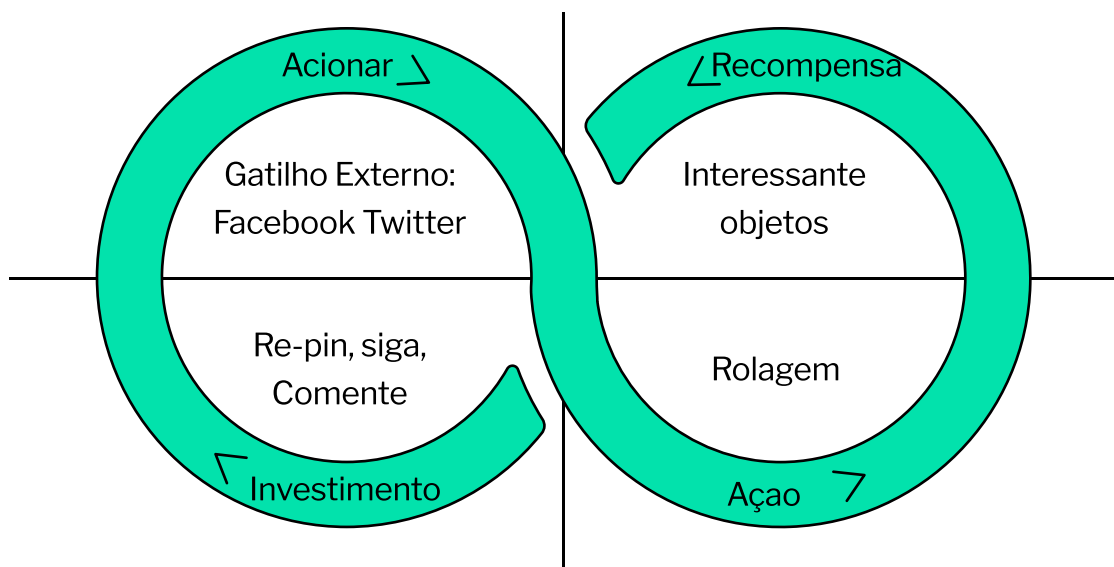 Acionar
Gatilho Externo:
Facebook Twitter
Recompensa
Interessante
objetos
Re-pin, siga,
Comente
Investimento
Rolagem
Açao